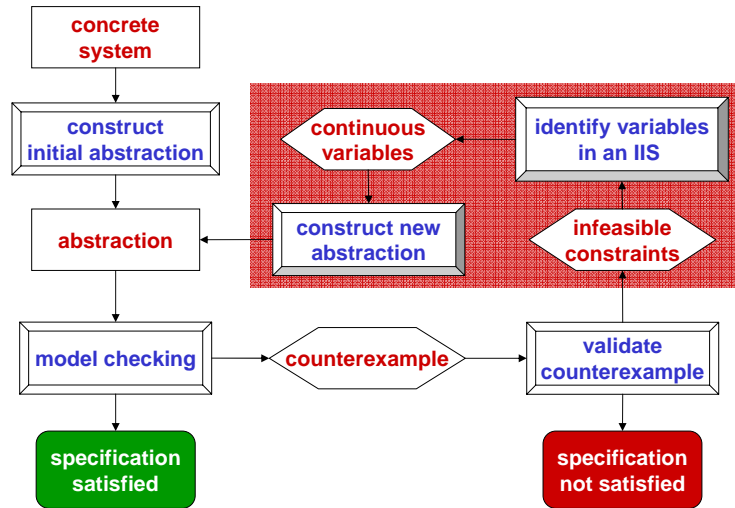 concrete
system
construct
initial abstraction
abstraction
continuous
variables
identify variables
in an IIS
construct new
abstraction
infeasible
constraints
model checking
counterexample
validate
counterexample
specification
satisfied
specification
not satisfied